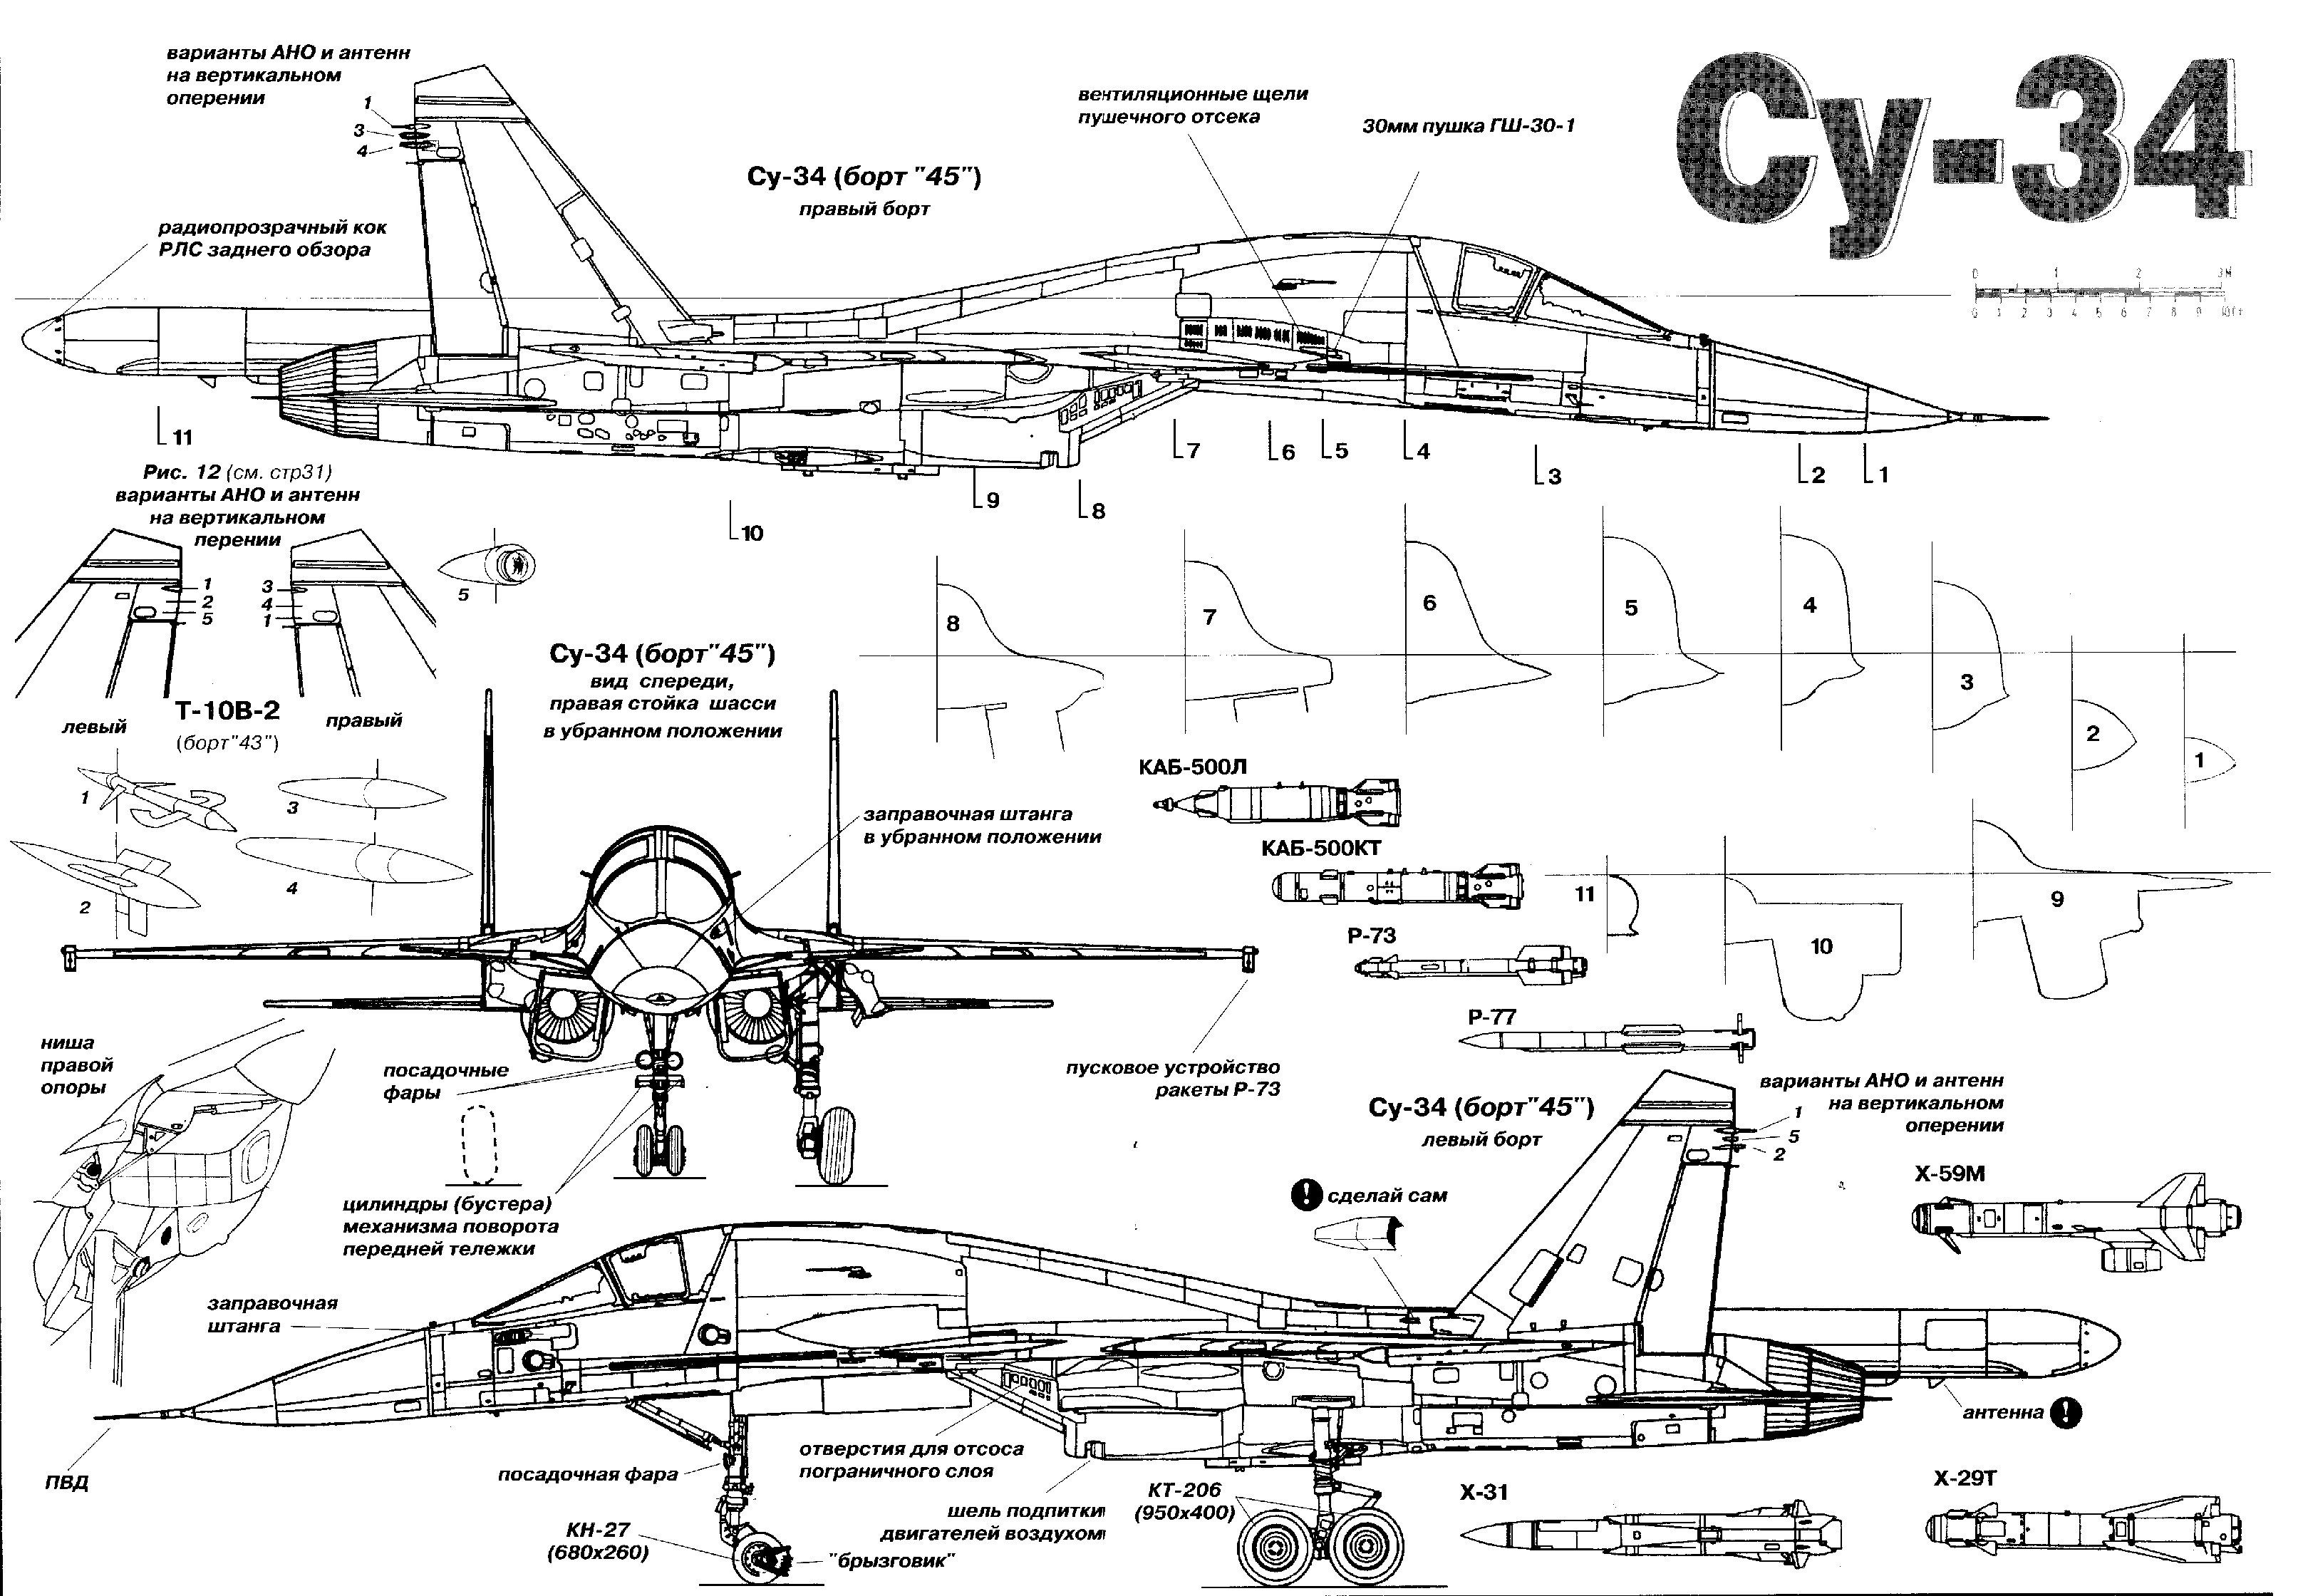 варианты АНО и антенн
на вертикальном
оперении
1
3
4
радиопрозрачный кок
РЛС заднего обзора
Су-34 (борт "45")
правый борт
вентиляционные щели
пушечного отсека
30мм пушка ГШ-30-1
Су-34
0 1 2 3м
0 1 2 3 4 5 6 7 8 9
11
10
9
8
7
6
5
4
3
2
1
Рис. 12 (см. стр31)
варианты АНО и антенн
на вертикальном
перении
1
2
5
3
4
1
5
Т-10В-2
(борт"43")
левый
правый
1
3
2
4
Су-34 (борт"45")
вид спереди,
правая стойка шасси
в убранном положении
8
7
6
5
4
3
2
1
11
10
9
заправочная штанга
в убранном положении
КАБ-500Л
КАБ-500КТ
Р-73
Р-77
ниша
правой
опоры
посадочные
фары
пусковое устройство
ракеты Р-73
цилиндры (бустера)
механизма поворота
передней тележки
Су-34 (борт"45")
левый борт
варианты АНО и антенн
на вертикальном
оперении
1
5
2
! сделай сам
Х-59М
заправочная
штанга
ПВД
посадочная фара
отверстия для отсоса
пограничного слоя
шель подпитки
двигателей воздухом
КН-27
(680х260)
"брызговик"
КТ-206
(950х400)
антенна !
Х-31
Х-29Т